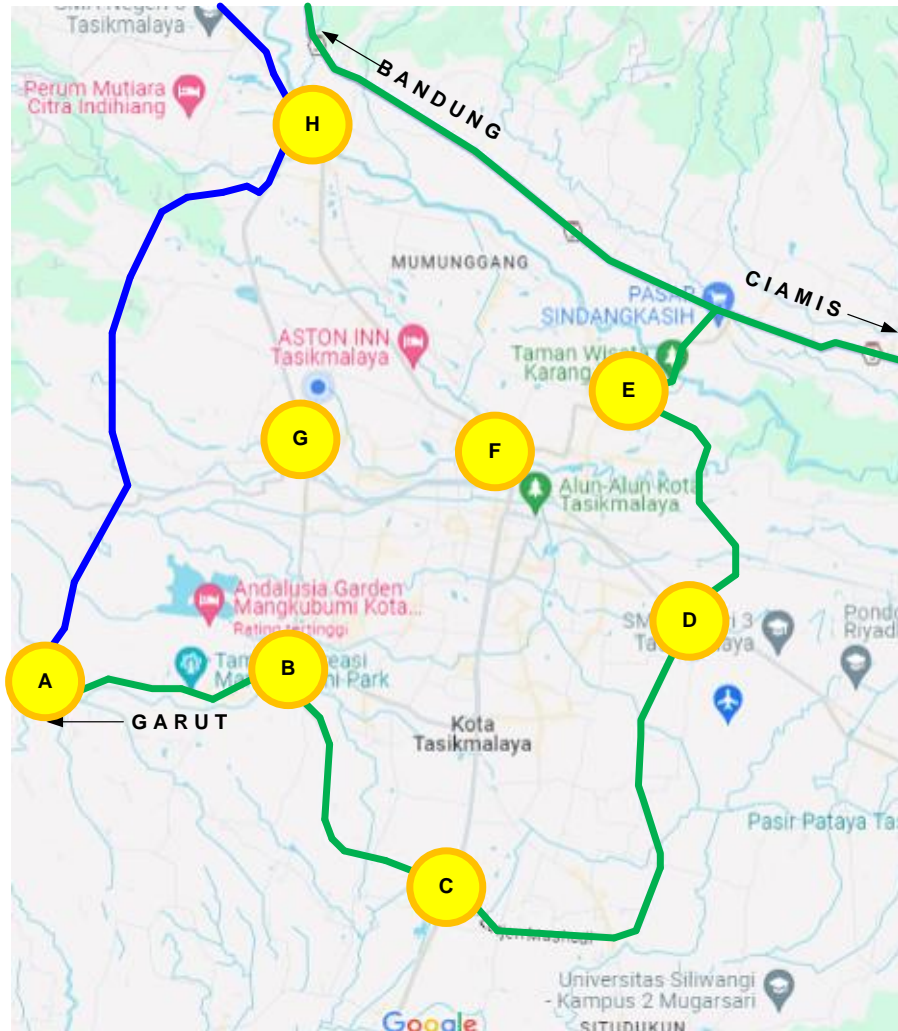 Tasikmalaya
Perum Mutiara
Citra Indihiang
H
BANDUNG
MUMUNGGANG
CIAMIS
PASAR
SINDANGKASIH
ASTON INN
Tasikmalaya
Taman Wisata
Karang
E
G
F
Alun-Alun Kota
Tasikmalaya
Andalusia Garden
Mangkubumi Kota...
Rating tertinggi
D
3
Pondo
Riyad
A
B
GARUT
Kota
Tasikmalaya
Pasir Pataya Tas
C
Universitas Siliwangi
- Kampus 2 Mugarsari
Google
SITUDUKUN